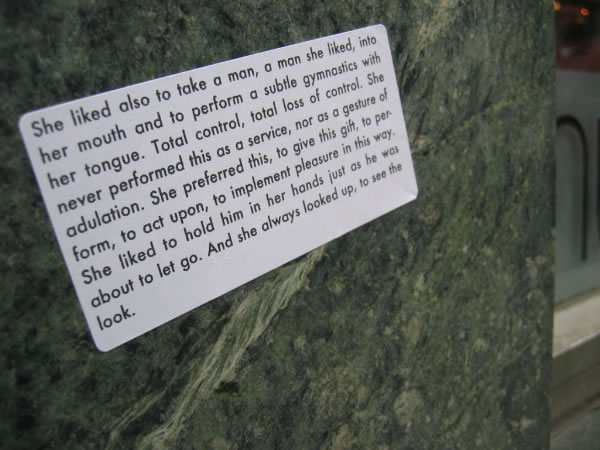 She liked also to take a man, a man she liked, into
her mouth and to perform a subtle gymnastics with
her tongue. Total control, total loss of control. She
never performed this as a service, nor as a gesture of
adulation. She preferred this, to give this gift, to per-
form, to act upon, to implement pleasure in this way.
She liked to hold him in her hands just as he was
about to let go. And she always looked up, to see the
look.